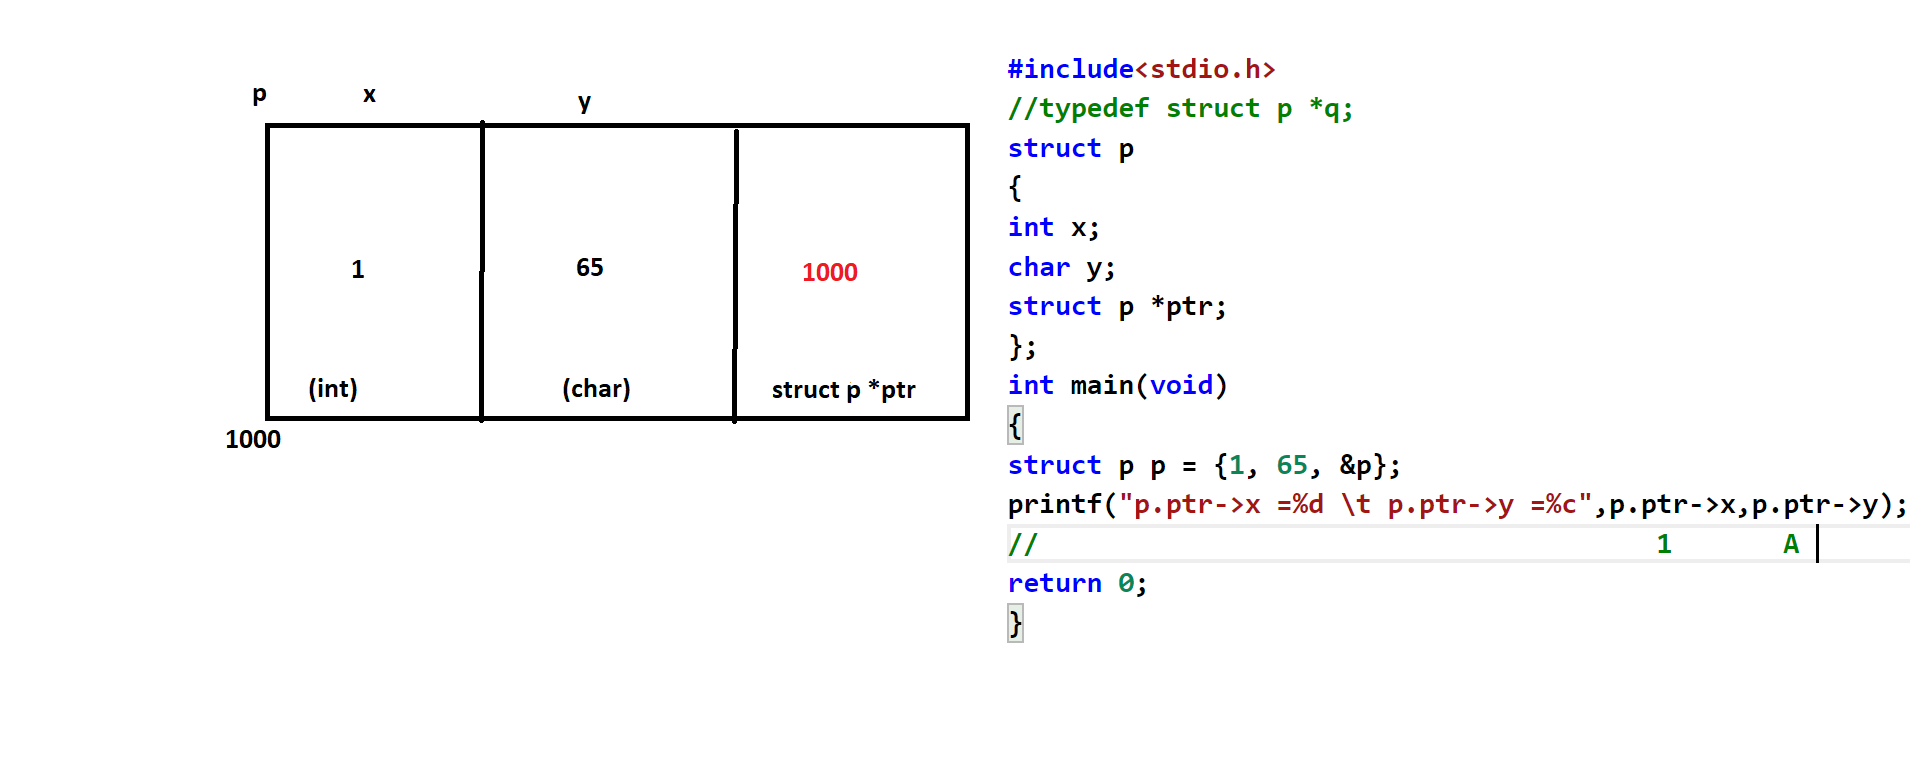 p x y
1 65 1000
(int) (char) struct p *ptr
1000
#include<stdio.h>
//typedef struct p *q;
struct p
{
int x;
char y;
struct p *ptr;
};
int main(void)
{
struct p p = {1, 65, &p};
printf("p.ptr->x =%d \t p.ptr->y =%c",p.ptr->x,p.ptr->y);
// 1 A
return 0;
}